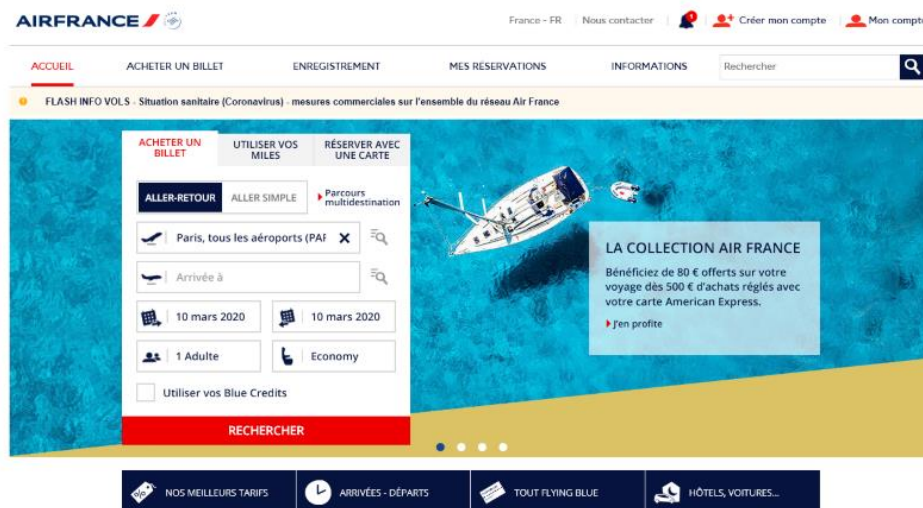 AIRFRANCE
France - FR
Nous contacter
1
Créer mon compte
Mon compte
ACCUEIL
ACHETER UN BILLET
ENREGISTREMENT
MES RÉSERVATIONS
INFORMATIONS
Rechercher
FLASH INFO VOLS - Situation sanitaire (Coronavirus) - mesures commerciales sur l'ensemble du réseau Air France
ACHETER UN
BILLET
UTILISER VOS
MILES
RÉSERVER AVEC
UNE CARTE
ALLER-RETOUR
ALLER SIMPLE
Parcours
multidestination
Paris, tous les aéroports (PAR
Arrivée à
10 mars 2020
10 mars 2020
1 Adulte
Economy
Utiliser vos Blue Credits
RECHERCHER
LA COLLECTION AIR FRANCE
Bénéficiez de 80 € offerts sur votre
voyage dès 500 € d'achats réglés avec
votre carte American Express.
J'en profite
NOS MEILLEURS TARIFS
ARRIVÉES - DÉPARTS
TOUT FLYING BLUE
HÔTELS, VOITURES...